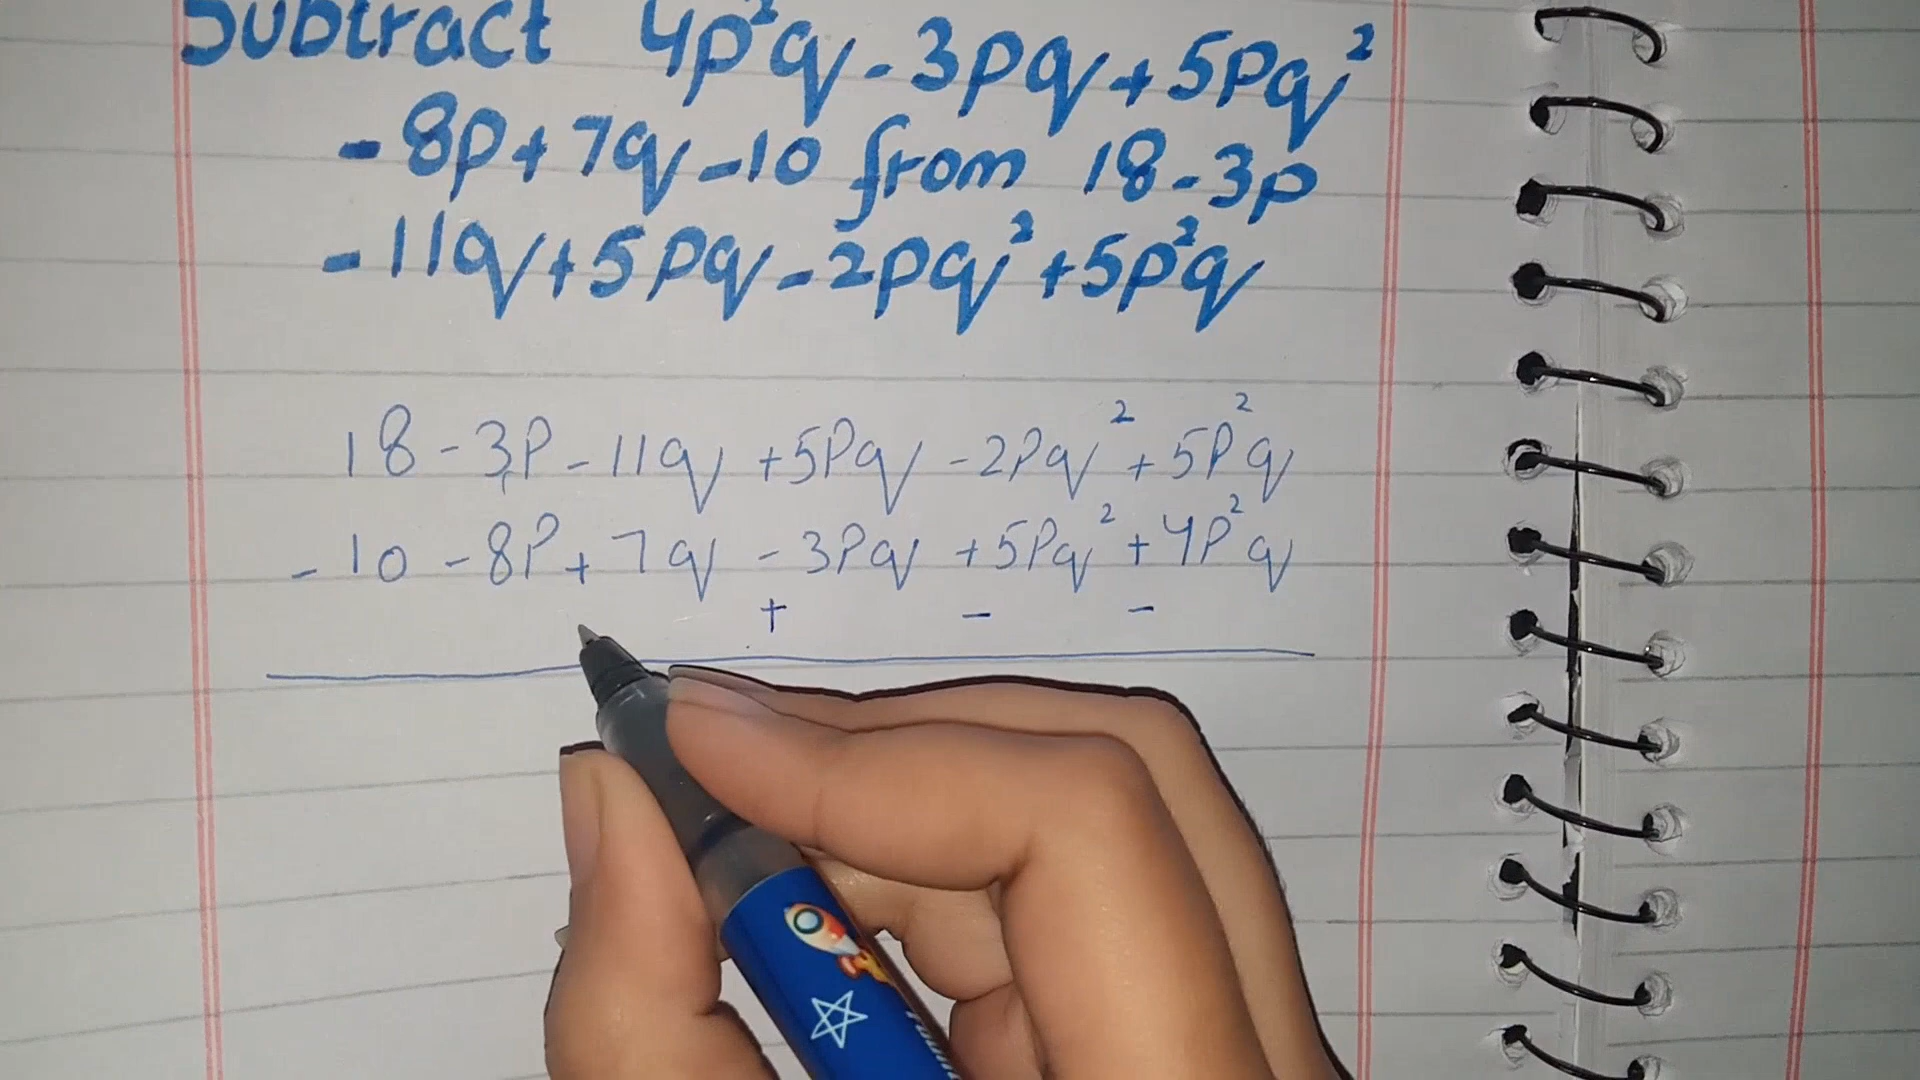 Subtract 4p²q - 3pq + 5pq²
- 8p + 7q - 10 from 18 - 3p
- 11q + 5pq - 2pq² + 5p²q
18 - 3p - 11q + 5pq - 2pq² + 5p²q
- 10 - 8p + 7q - 3pq + 5pq² + 4p²q
+ - -